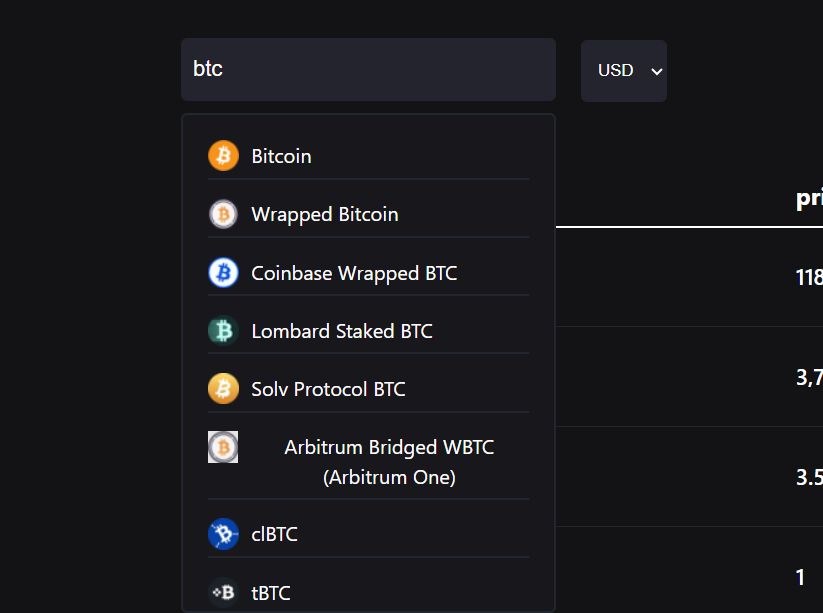 btc
USD
Bitcoin
Wrapped Bitcoin
Coinbase Wrapped BTC
Lombard Staked BTC
Solv Protocol BTC
Arbitrum Bridged WBTC
(Arbitrum One)
clBTC
tBTC
pri
118
3,7
3.5
1